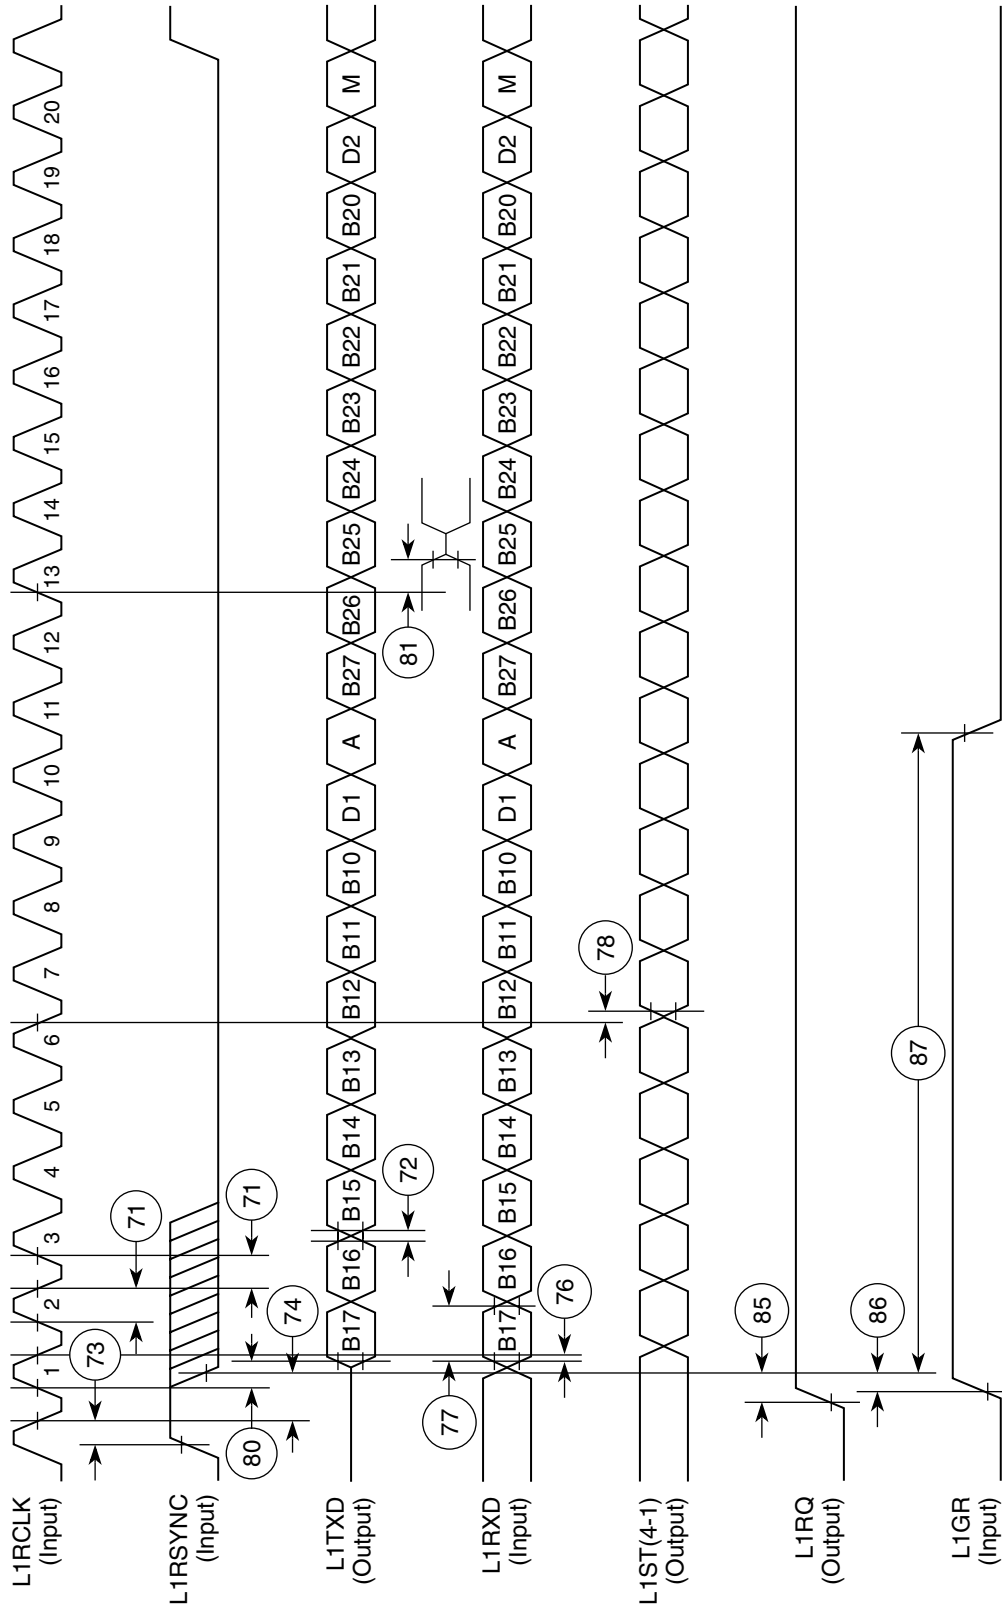 L1RCLK
(Input)
1 2 3 4 5 6 7 8 9 10 11 12 13 14 15 16 17 18 19 20
73
71
L1RSYNC
(Input)
80
74
71
L1TXD
(Output)
B17 B16 B15 B14 B13 B12 B11 B10 D1 A B27 B26 B25 B24 B23 B22 B21 B20 D2 M
72
81
77
L1RXD
(Input)
B17 B16 B15 B14 B13 B12 B11 B10 D1 A B27 B26 B25 B24 B23 B22 B21 B20 D2 M
76
78
L1ST(4-1)
(Output)
85
L1RQ
(Output)
86
87
L1GR
(Input)